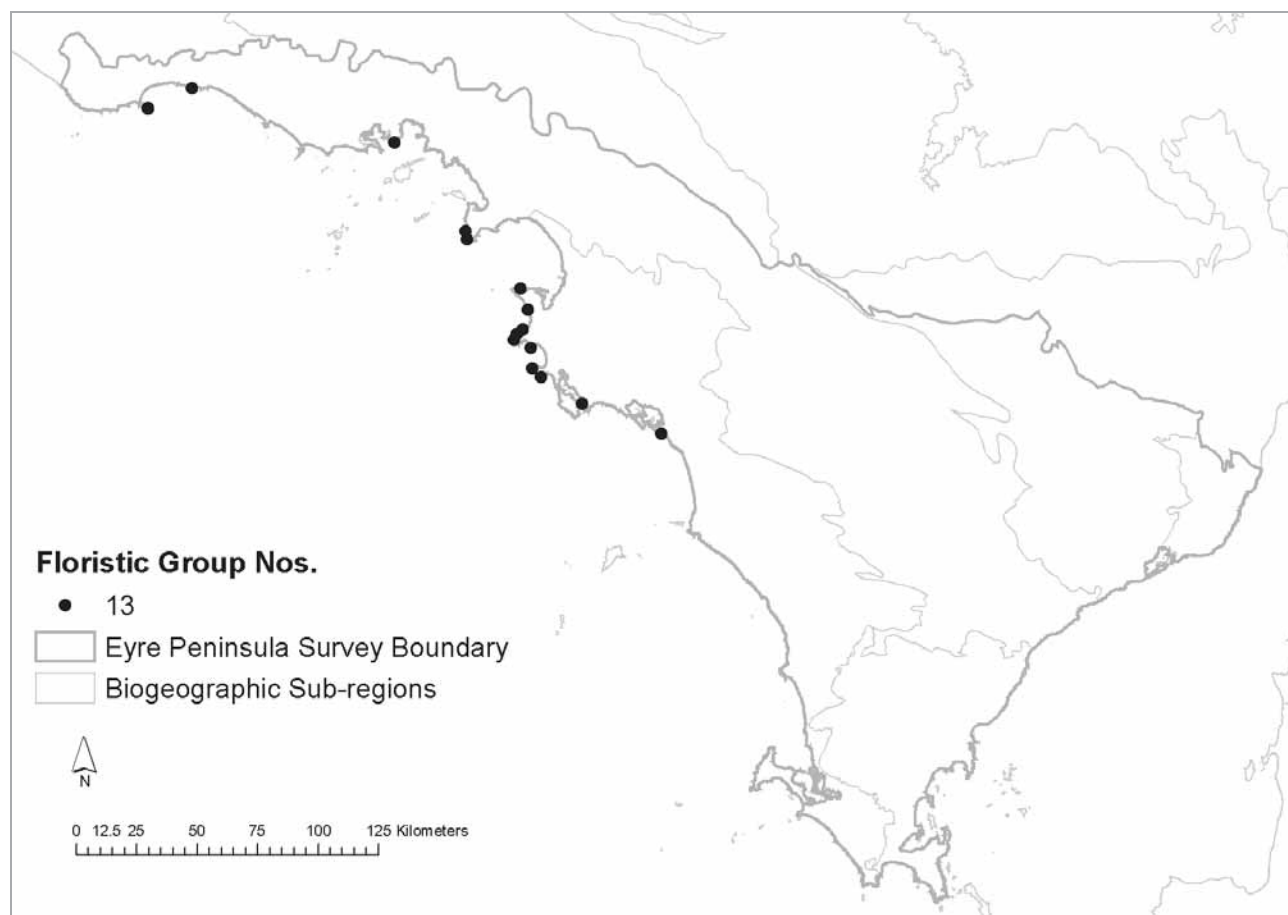 Floristic Group Nos.
13
Eyre Peninsula Survey Boundary
Biogeographic Sub-regions
N
0 12.5 25 50 75 100 125 Kilometers